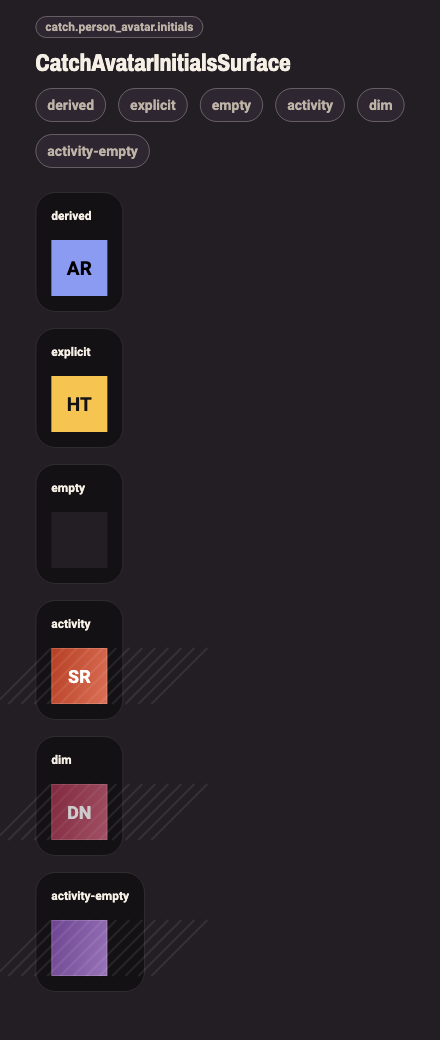 catch.person_avatar.initials
CatchAvatarInitialsSurface
derived explicit empty activity dim
activity-empty
derived
AR
explicit
HT
empty
activity
SR
dim
DN
activity-empty